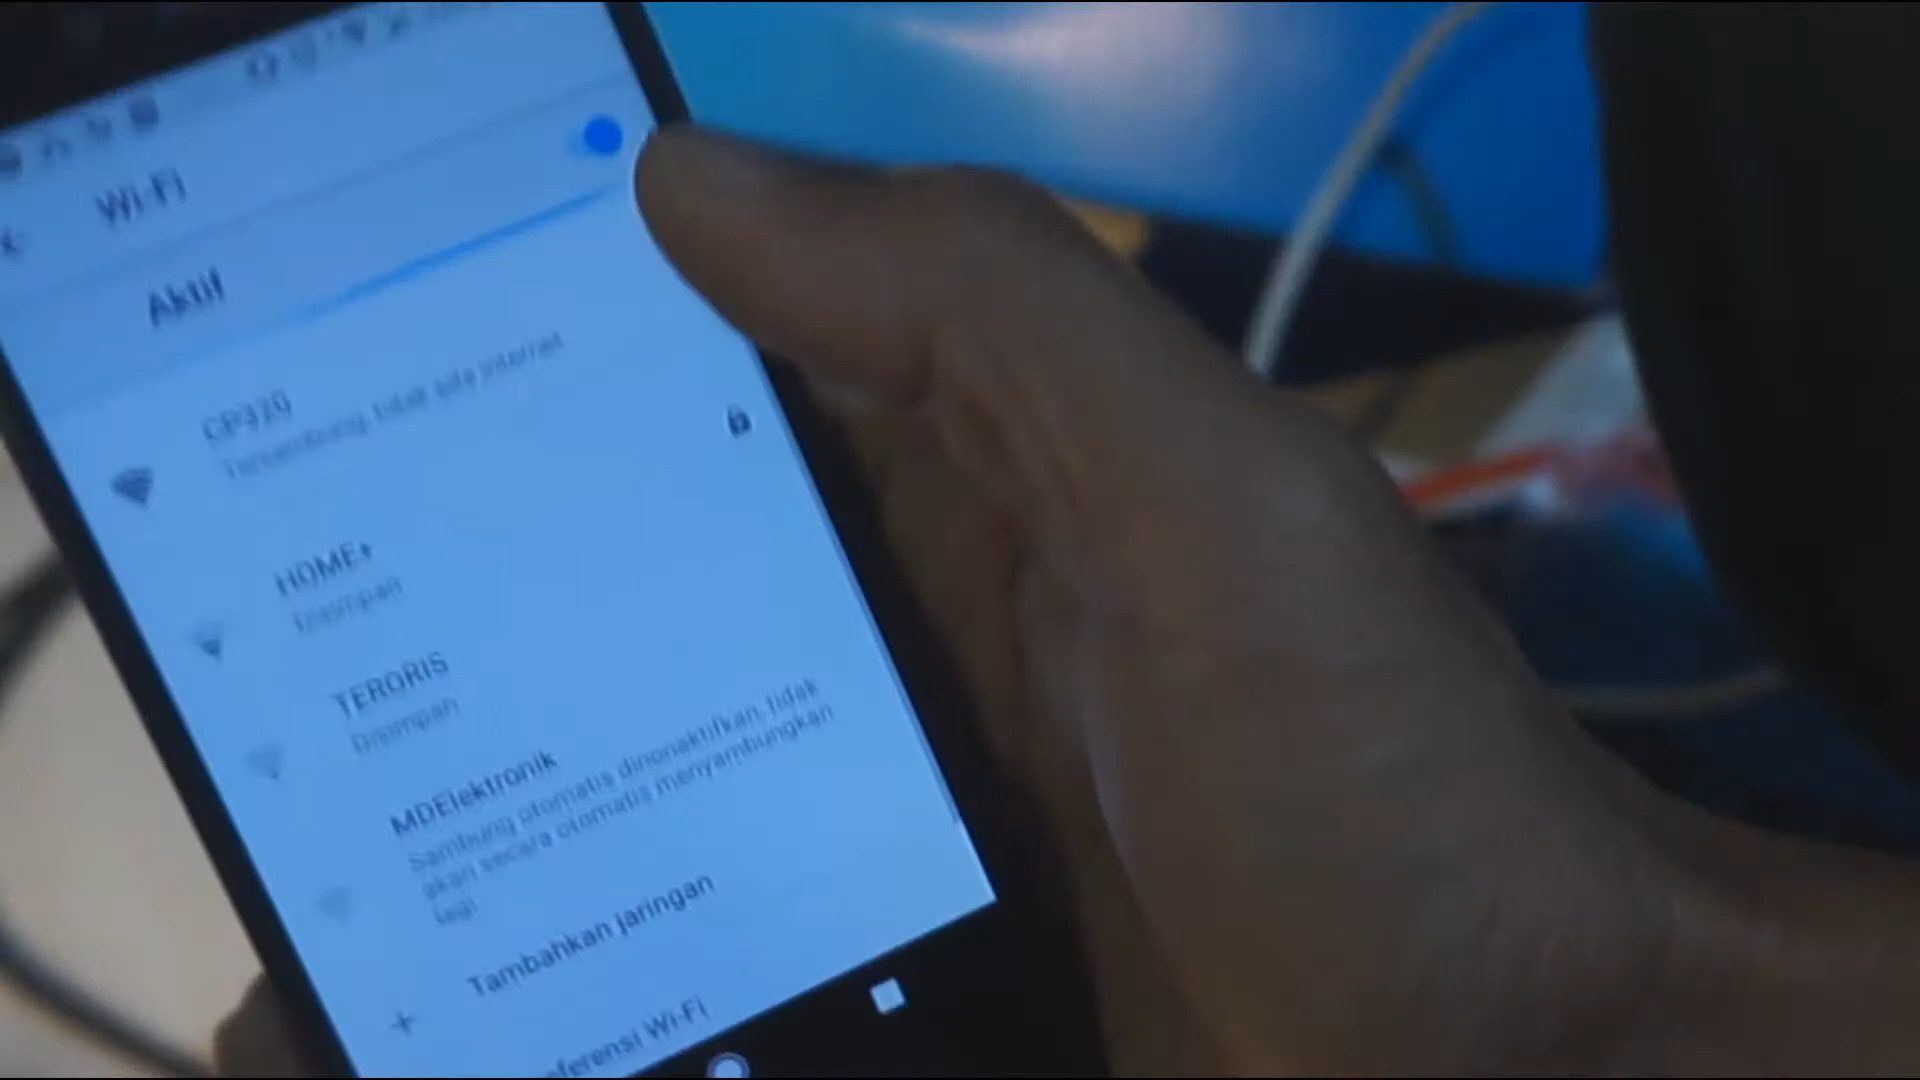 Wi-Fi
Aktif
CP320
Tersambung, tidak ada internet
HOME+
Disimpan
TERORIS
Disimpan
MDElektronik
Sambung otomatis dinonaktifkan, tidak
akan secara otomatis menyambungkan
lagi
Tambahkan jaringan
eferensi Wi-Fi